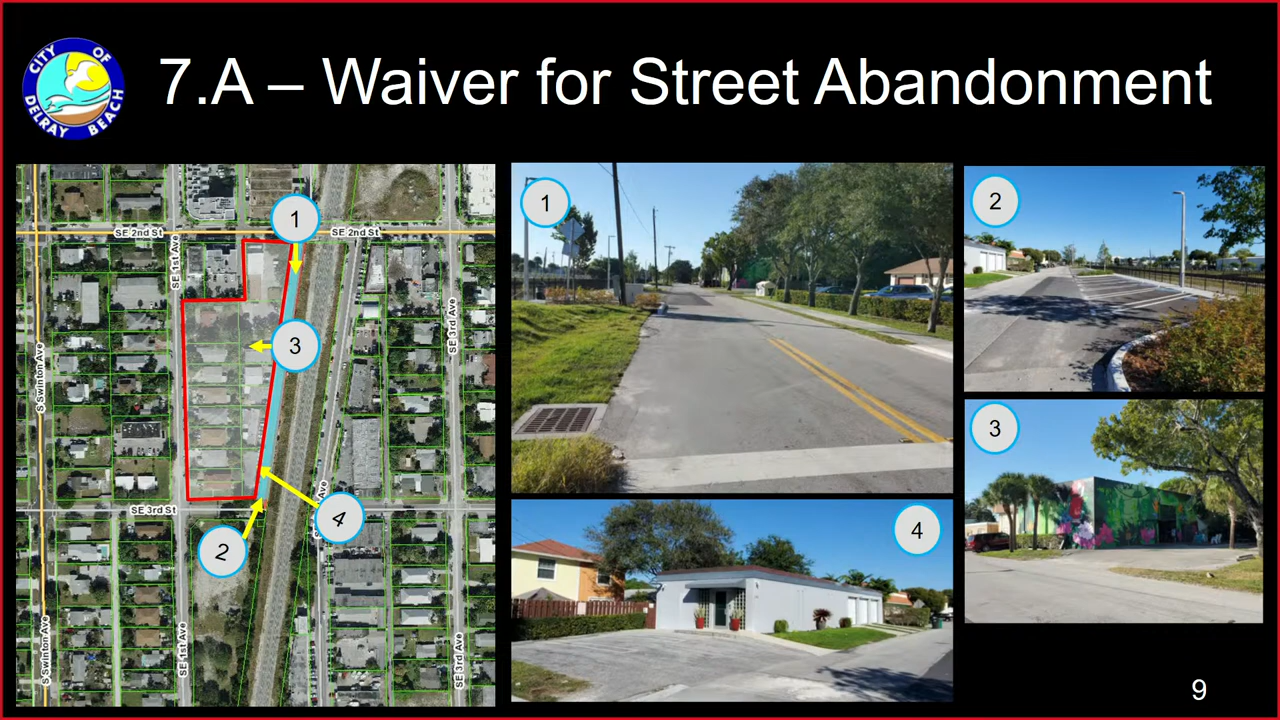 CITY OF
DELRAY BEACH
7.A – Waiver for Street Abandonment
1
SE 2nd St
SE 2nd St
SE 1st Ave
3
SE 3rd Ave
S Swinton Ave
SE 3rd St
4
2
S Swinton Ave
SE 1st Ave
SE 3rd Ave
1
2
3
4
9